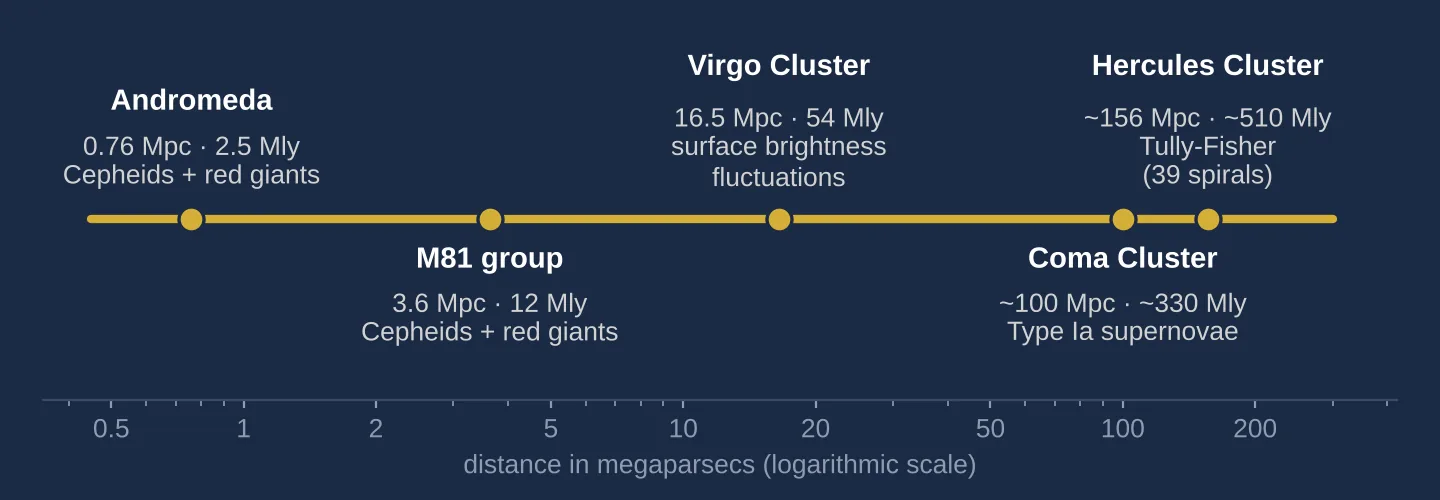 Andromeda
0.76 Mpc · 2.5 Mly
Cepheids + red giants
M81 group
3.6 Mpc · 12 Mly
Cepheids + red giants
Virgo Cluster
16.5 Mpc · 54 Mly
surface brightness
fluctuations
Coma Cluster
~100 Mpc · ~330 Mly
Type Ia supernovae
Hercules Cluster
~156 Mpc · ~510 Mly
Tully-Fisher
(39 spirals)
0.5 1 2 5 10 20 50 100 200
distance in megaparsecs (logarithmic scale)